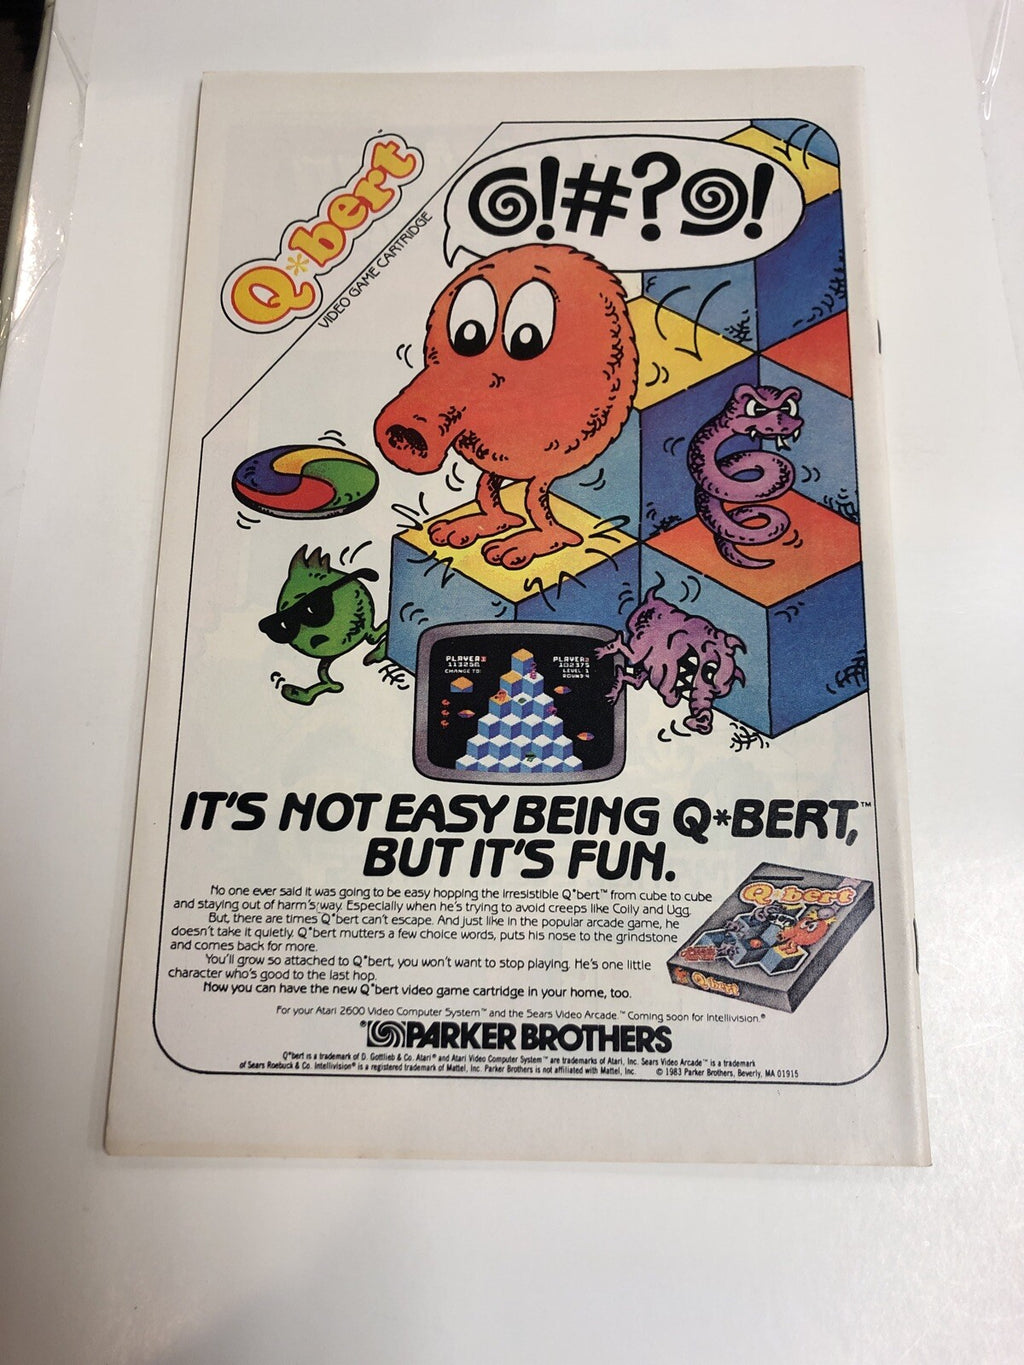 Q*bert
VIDEO GAME CARTRIDGE
@!#?@!
PLAYER 1
113200
CHANGE TO:
PLAYER 2
102375
LEVEL: 1
ROUND: 4
IT'S NOT EASY BEING Q*BERT,™
BUT IT'S FUN.
No one ever said it was going to be easy hopping the irresistible Q*bert™ from cube to cube
and staying out of harm's way. Especially when he's trying to avoid creeps like Coily and Ugg.
But, there are times Q*bert can't escape. And just like in the popular arcade game, he
doesn't take it quietly. Q*bert mutters a few choice words, puts his nose to the grindstone
and comes back for more.
You'll grow so attached to Q*bert, you won't want to stop playing. He's one little
character who's good to the last hop.
Now you can have the new Q*bert video game cartridge in your home, too.
Q*bert
Q*bert
For your Atari 2600 Video Computer System™ and the Sears Video Arcade.™ Coming soon for Intellivision.®
PARKER BROTHERS
Q*bert is a trademark of D. Gottlieb & Co. Atari® and Atari Video Computer System™ are trademarks of Atari, Inc. Sears Video Arcade™ is a trademark
of Sears Roebuck & Co. Intellivision® is a registered trademark of Mattel, Inc. Parker Brothers is not affiliated with Mattel, Inc. © 1983 Parker Brothers, Beverly, MA 01915